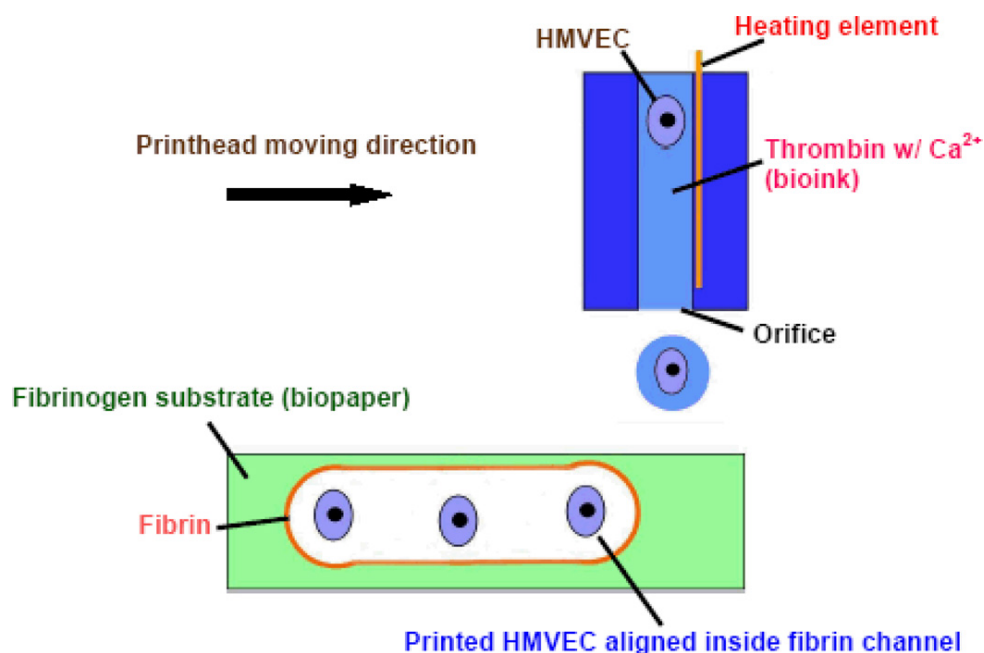 HMVEC
Heating element
Printhead moving direction
Thrombin w/ Ca²⁺
(bioink)
Orifice
Fibrinogen substrate (biopaper)
Fibrin
Printed HMVEC aligned inside fibrin channel